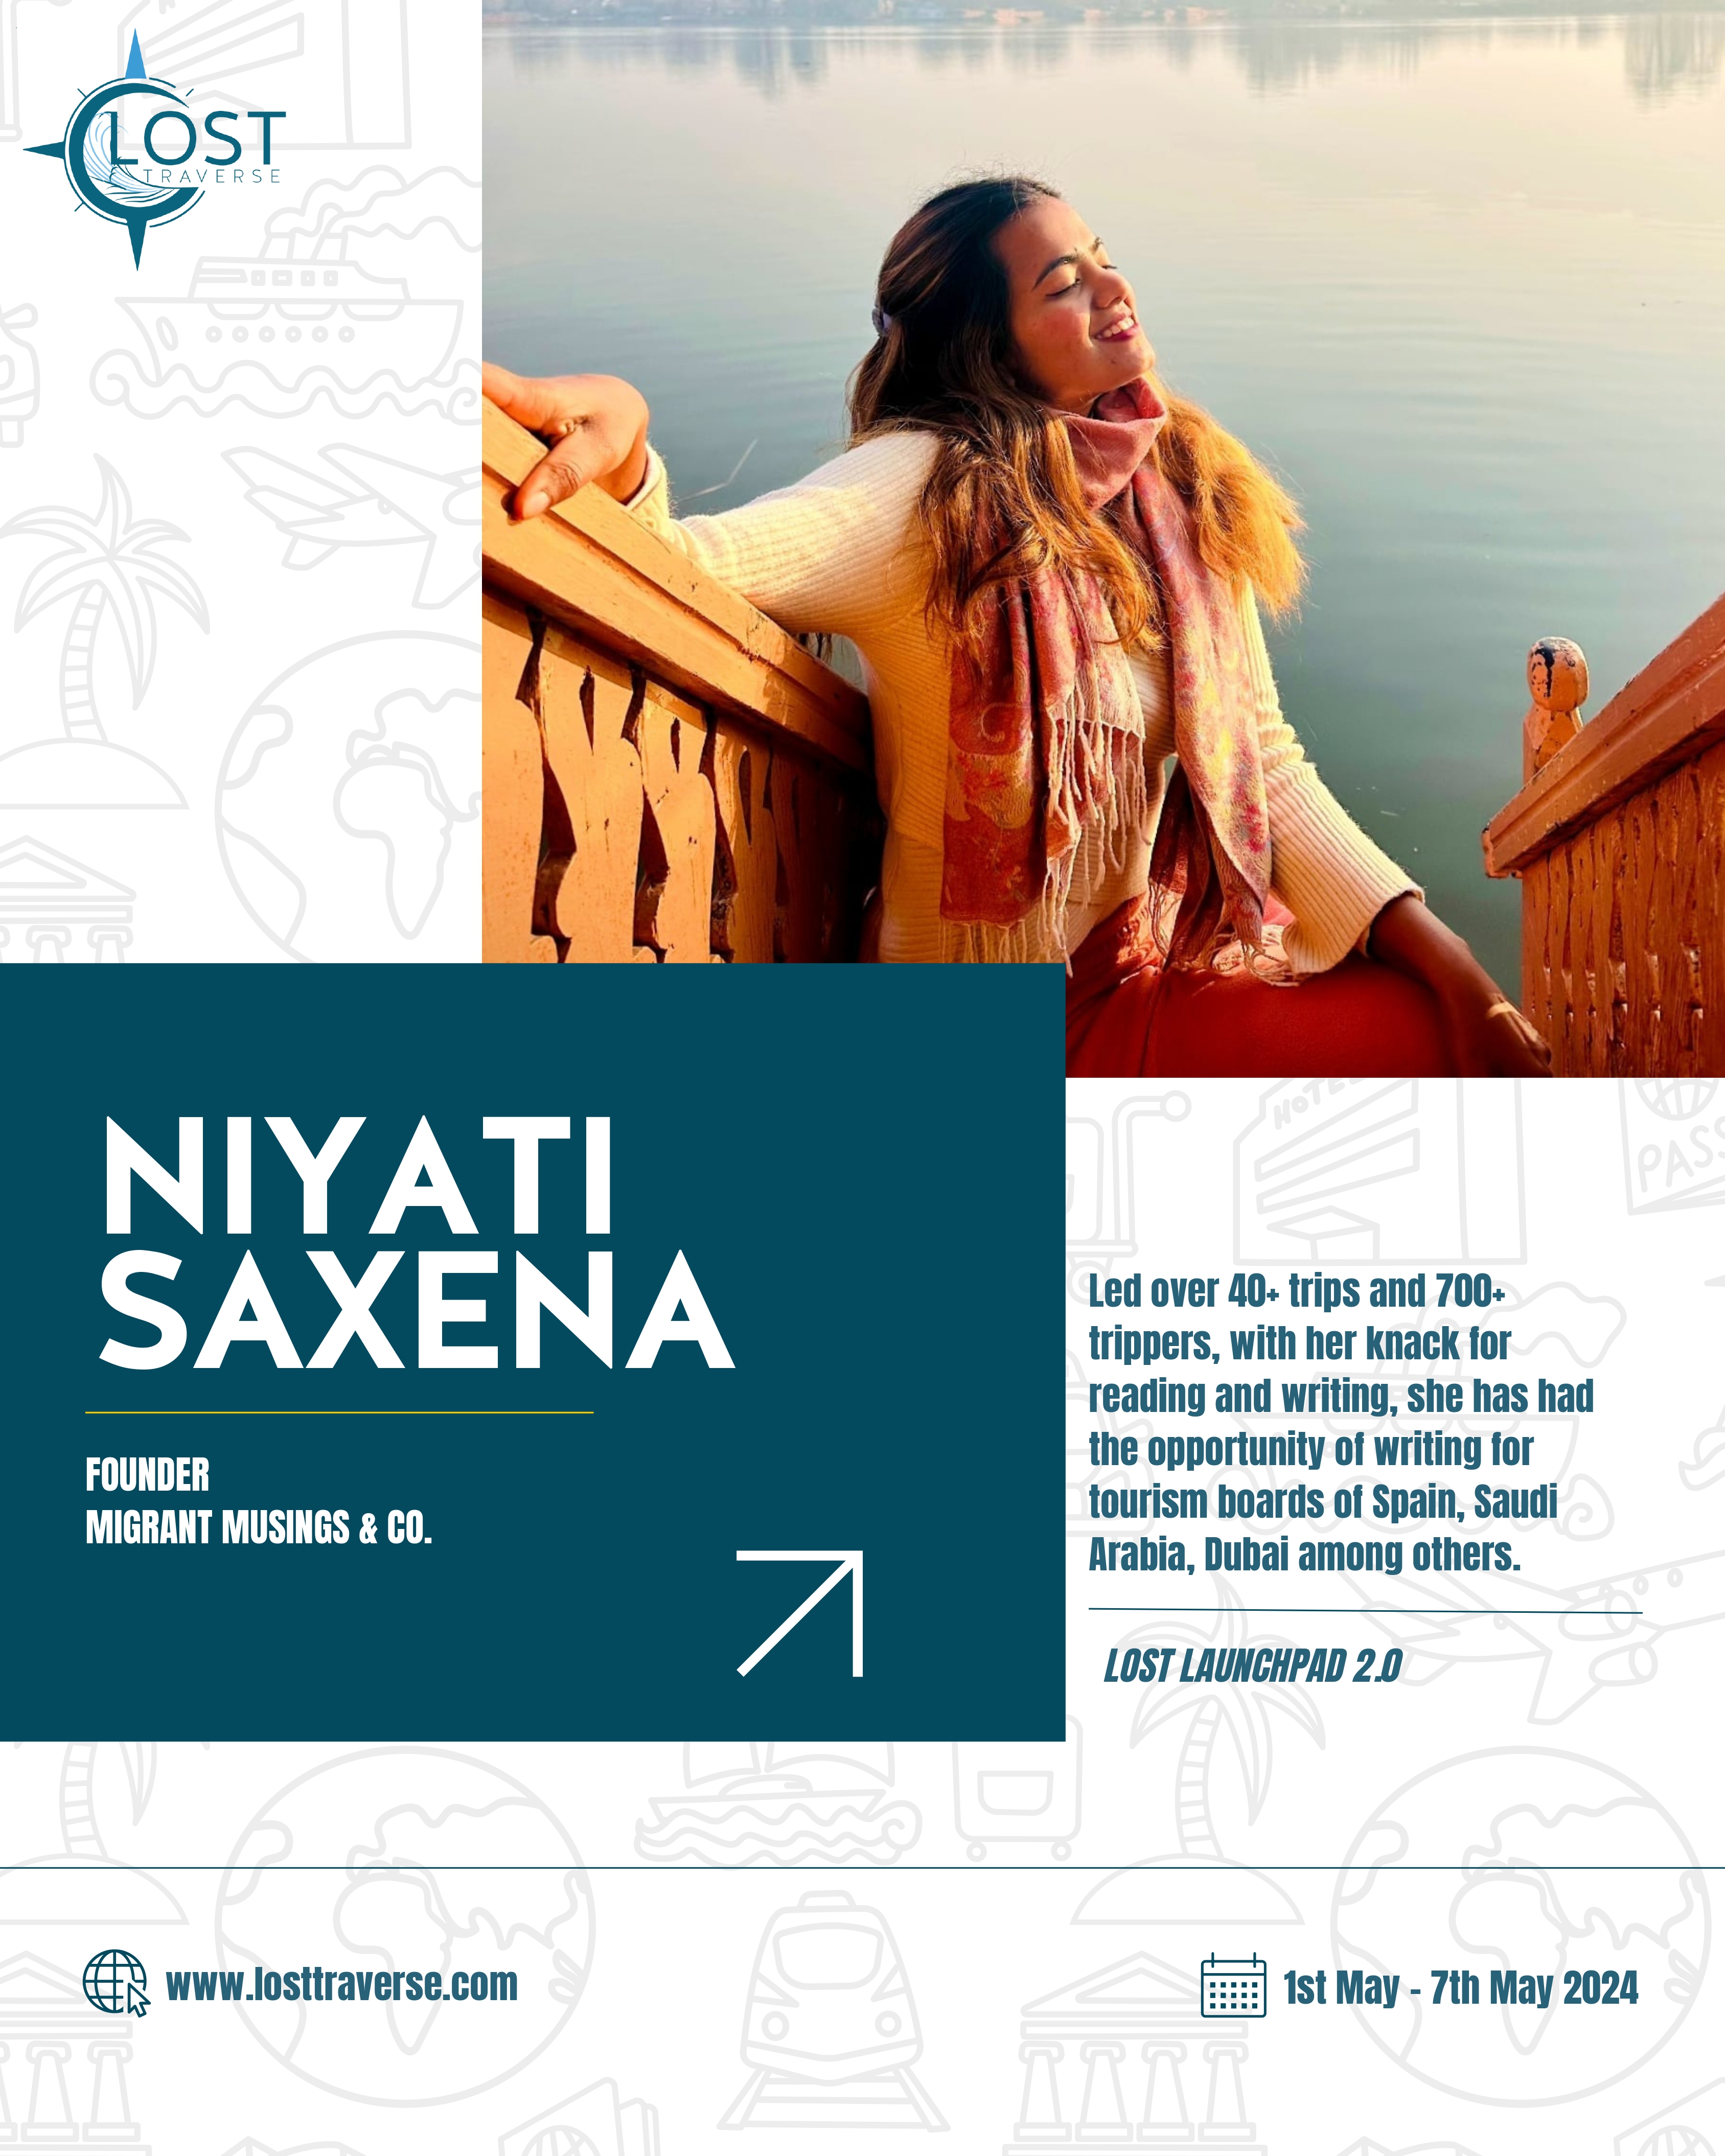 LOST
TRAVERSE
NIYATI
SAXENA
FOUNDER
MIGRANT MUSINGS & CO.
HOTEL
PASS
Led over 40+ trips and 700+
trippers, with her knack for
reading and writing, she has had
the opportunity of writing for
tourism boards of Spain, Saudi
Arabia, Dubai among others.
LOST LAUNCHPAD 2.0
www.losttraverse.com
1st May - 7th May 2024